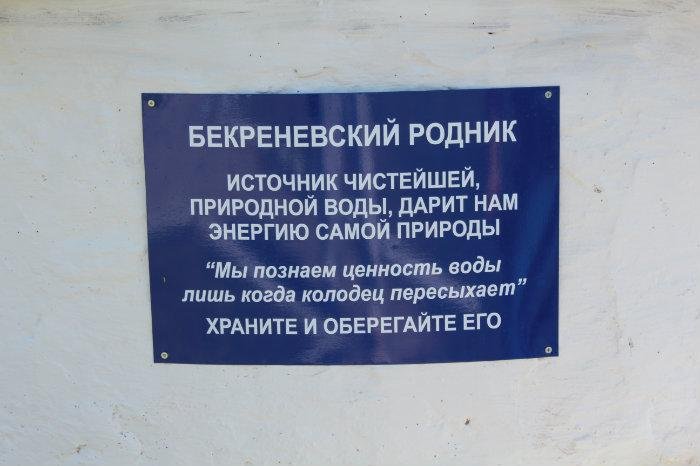 БЕКРЕНЕВСКИЙ РОДНИК
ИСТОЧНИК ЧИСТЕЙШЕЙ,
ПРИРОДНОЙ ВОДЫ, ДАРИТ НАМ
ЭНЕРГИЮ САМОЙ ПРИРОДЫ
“Мы познаем ценность воды
лишь когда колодец пересыхает”
ХРАНИТЕ И ОБЕРЕГАЙТЕ ЕГО